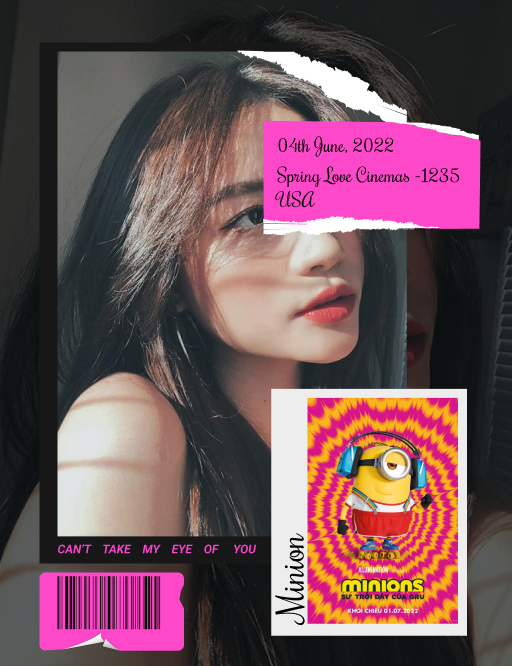 04th June, 2022
Spring Love Cinemas -1235
USA
CAN'T TAKE MY EYE OF YOU
Minion
ILLUMINATION
minions
SỰ TRỖI DẬY CỦA GRU
KHỞI CHIẾU 01.07.2022